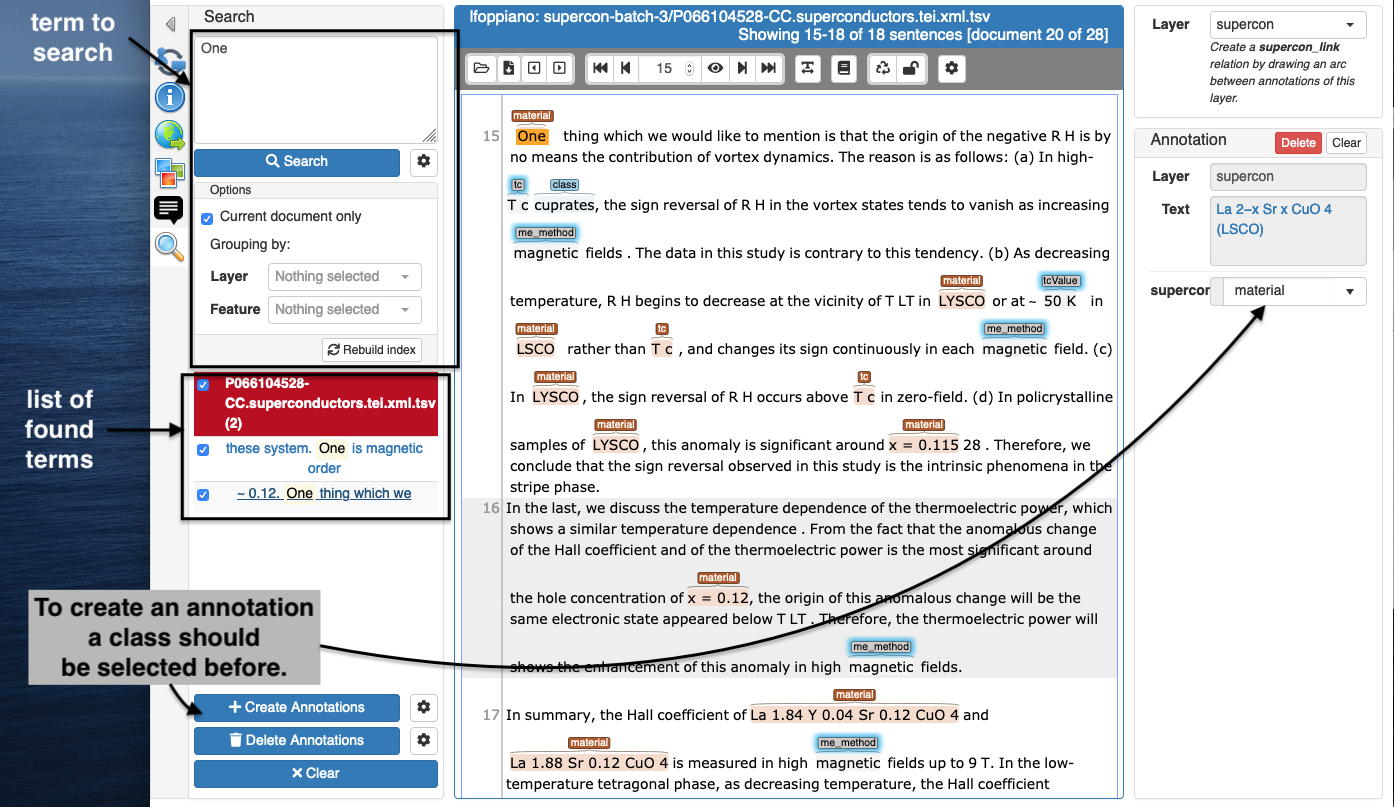 term to
search
list of
found
terms
To create an annotation
a class should
be selected before.
Search
One
Search
Options
Current document only
Grouping by:
Layer Nothing selected
Feature Nothing selected
Rebuild index
P066104528-
CC.superconductors.tei.xml.tsv
(2)
these system. One is magnetic
order
~ 0.12. One thing which we
Create Annotations
Delete Annotations
Clear
lfoppiano: supercon-batch-3/P066104528-CC.superconductors.tei.xml.tsv
Showing 15-18 of 18 sentences [document 20 of 28]
15
material
15 One thing which we would like to mention is that the origin of the negative R H is by
no means the contribution of vortex dynamics. The reason is as follows: (a) In high-
tc class
T c cuprates, the sign reversal of R H in the vortex states tends to vanish as increasing
me_method
magnetic fields . The data in this study is contrary to this tendency. (b) As decreasing
material tcValue
temperature, R H begins to decrease at the vicinity of T LT in LYSCO or at ~ 50 K in
material tc me_method
LSCO rather than T c , and changes its sign continuously in each magnetic field. (c)
material tc
In LYSCO , the sign reversal of R H occurs above T c in zero-field. (d) In policrystalline
material material
samples of LYSCO , this anomaly is significant around x = 0.115 28 . Therefore, we
conclude that the sign reversal observed in this study is the intrinsic phenomena in the
stripe phase.
16 In the last, we discuss the temperature dependence of the thermoelectric power, which
shows a similar temperature dependence . From the fact that the anomalous change
of the Hall coefficient and of the thermoelectric power is the most significant around
material
the hole concentration of x = 0.12, the origin of this anomalous change will be the
same electronic state appeared below T LT . Therefore, the thermoelectric power will
me_method
shows the enhancement of this anomaly in high magnetic fields.
material
17 In summary, the Hall coefficient of La 1.84 Y 0.04 Sr 0.12 CuO 4 and
material me_method
La 1.88 Sr 0.12 CuO 4 is measured in high magnetic fields up to 9 T. In the low-
temperature tetragonal phase, as decreasing temperature, the Hall coefficient
Layer supercon
Create a supercon_link
relation by drawing an arc
between annotations of this
layer.
Annotation Delete Clear
Layer supercon
Text La 2–x Sr x CuO 4
(LSCO)
supercon material